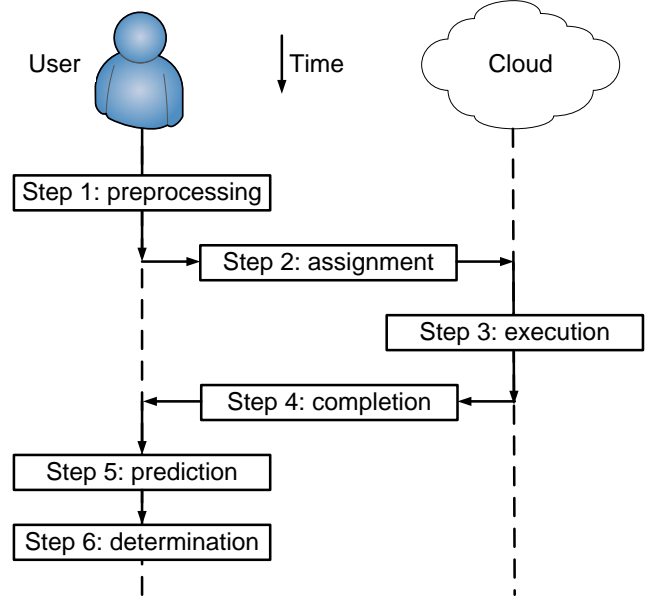 User
Time
Cloud
Step 1: preprocessing
Step 2: assignment
Step 3: execution
Step 4: completion
Step 5: prediction
Step 6: determination